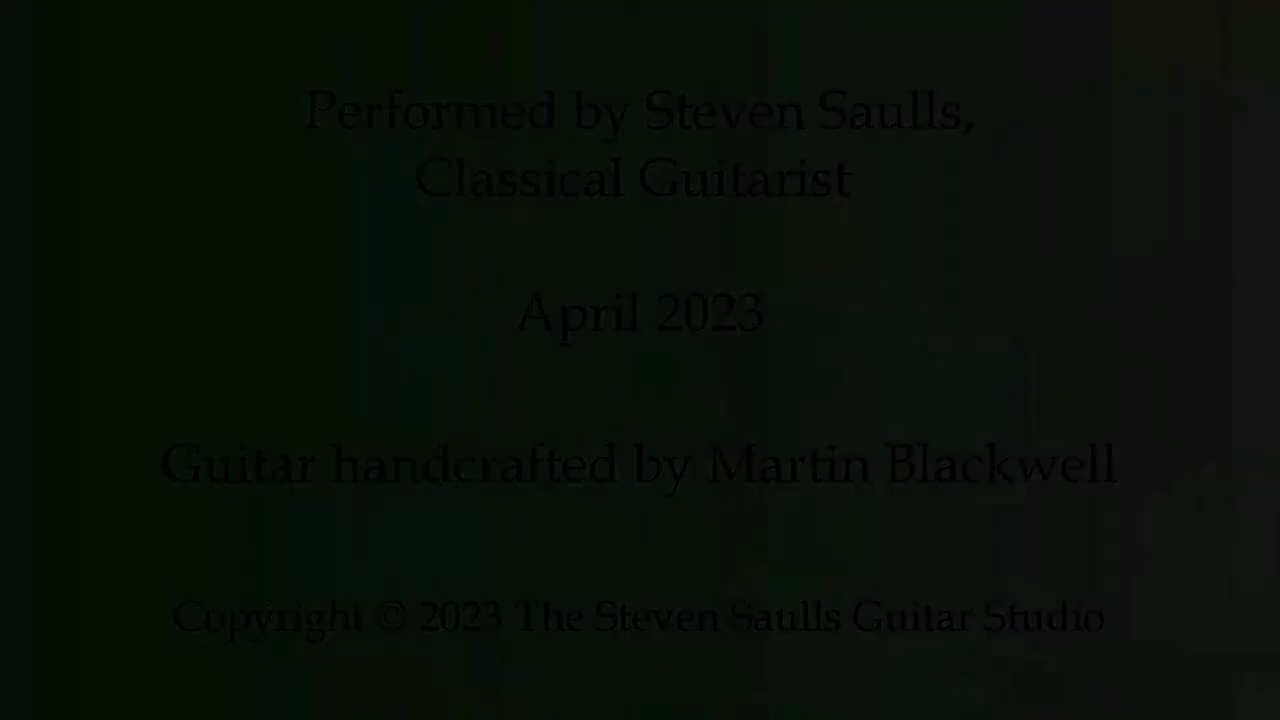 Performed by Steven Saulls,
Classical Guitarist
April 2023
Guitar handcrafted by Martin Blackwell
Copyright © 2023 The Steven Saulls Guitar Studio